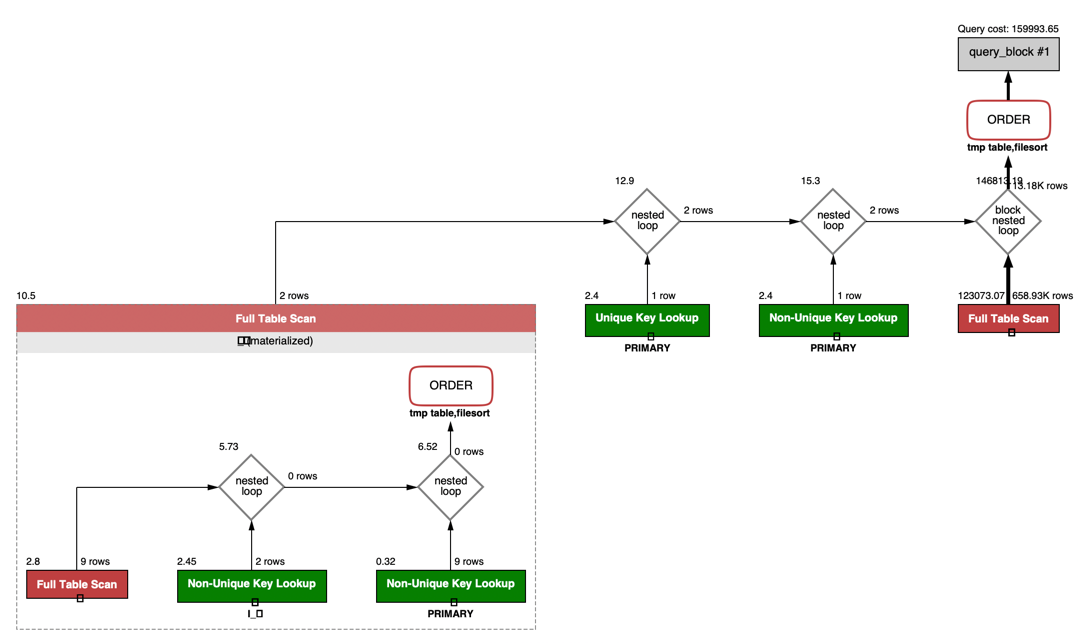 Query cost: 159993.65
query_block #1
ORDER
tmp table,filesort
146813.19
13.18K rows
12.9
nested
loop
2 rows
15.3
nested
loop
2 rows
block
nested
loop
10.5
2 rows
Full Table Scan
(materialized)
2.4
1 row
Unique Key Lookup
PRIMARY
2.4
1 row
Non-Unique Key Lookup
PRIMARY
123073.07
658.93K rows
Full Table Scan
ORDER
tmp table,filesort
5.73
nested
loop
0 rows
6.52
0 rows
nested
loop
2.8
9 rows
Full Table Scan
2.45
2 rows
Non-Unique Key Lookup
I_
0.32
9 rows
Non-Unique Key Lookup
PRIMARY